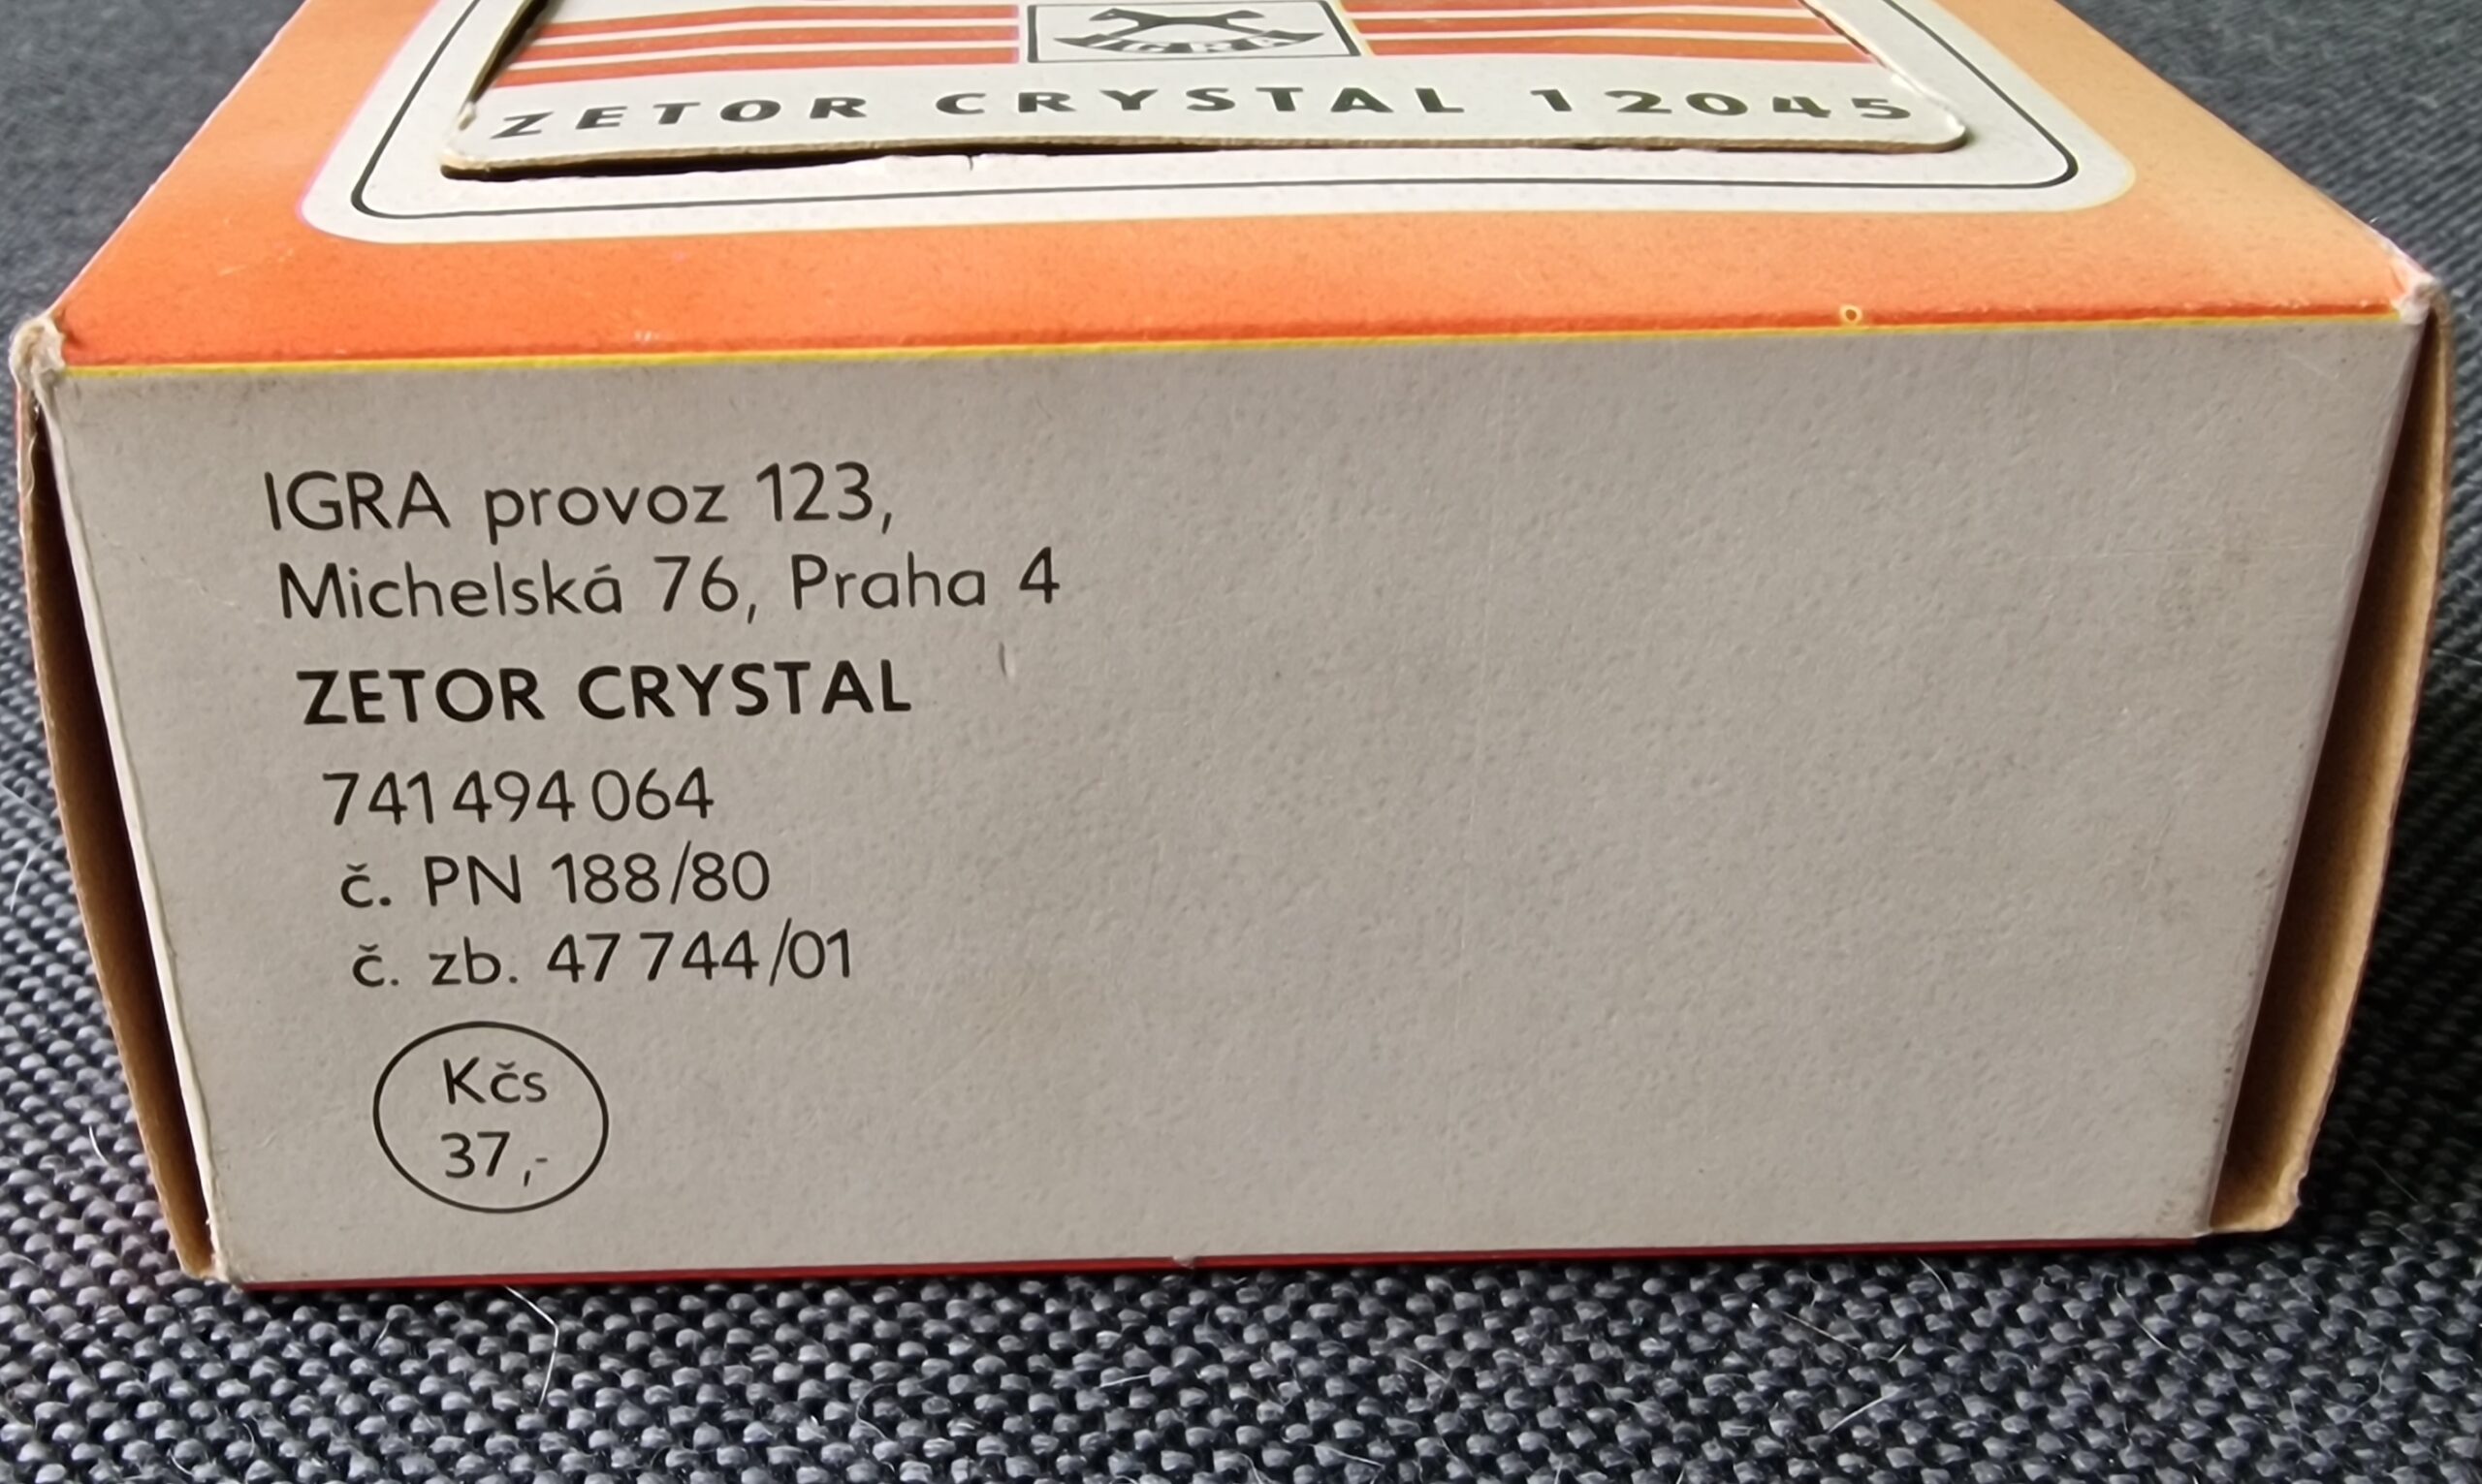 IGRA
ZETOR CRYSTAL 12045
IGRA provoz 123,
Michelská 76, Praha 4
ZETOR CRYSTAL
741 494 064
č. PN 188/80
č. zb. 47 744/01
Kčs
37,-